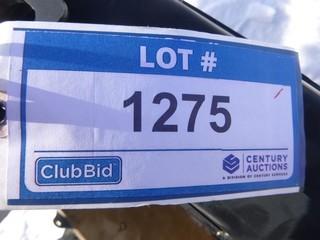 LOT #
1275
ClubBid
CENTURY
AUCTIONS
A DIVISION OF CENTURY SERVICES